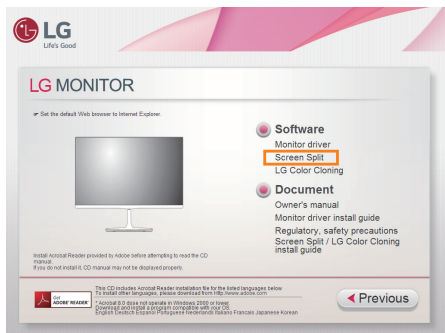 LG
Life's Good
LG MONITOR
☞ Set the default Web browser to Internet Explorer.
Software
Monitor driver
Screen Split
LG Color Cloning
Document
Owner's manual
Monitor driver install guide
Regulatory, safety precautions
Screen Split / LG Color Cloning
install guide
Install Acrobat Reader provided by Adobe before attempting to read the CD
manual.
If you do not install it, CD manual may not be displayed properly.
Get
ADOBE® READER®
This CD includes Acrobat Reader installation file for the listed languages below
To install other languages, please download from http://www.adobe.com
* Acrobat 8.0 dose not operate in Windows 2000 or lower.
Download and install a program compatible with your OS.
English Deutsch Espanol Portuguese Nederlands Italiano Francais Japanese Korean
Previous